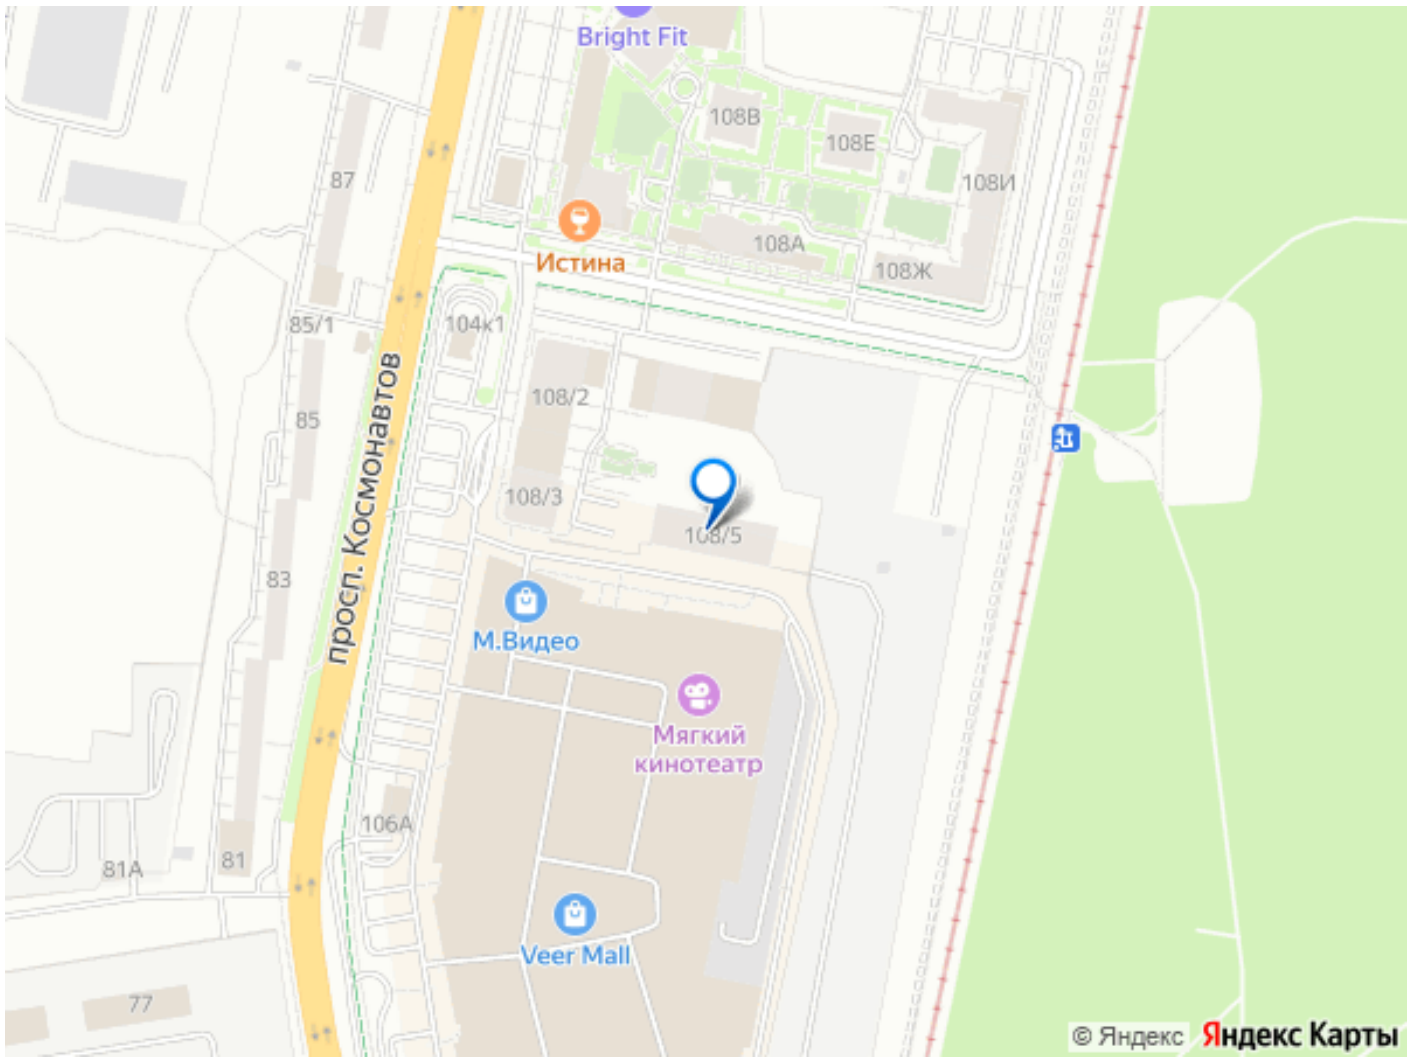 Bright Fit
108В
108Е
87
108И
Истина
108А
108Ж
85/1
104к1
просп. Космонавтов
108/2
85
108/3
108/5
83
М.Видео
Мягкий
кинотеатр
106А
81А
81
Veer Mall
77
© Яндекс
Яндекс Карты